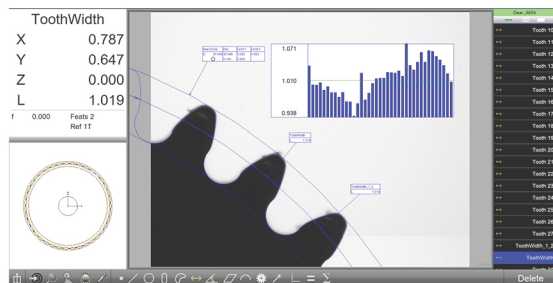 ToothWidth
X 0.787
Y 0.647
Z 0.000
L 1.019
f 0.000 Feats 2
Ref 1T
1.071
1.010
0.938
ToothWidth
ToothWidth_1_2
Tooth 10
Tooth 11
Tooth 12
Tooth 13
Tooth 14
Tooth 15
Tooth 16
Tooth 17
Tooth 18
Tooth 19
Tooth 20
Tooth 21
Tooth 22
Tooth 23
Tooth 24
Tooth 25
Tooth 26
Tooth 27
ToothWidth_1_2
ToothWidth
Delete